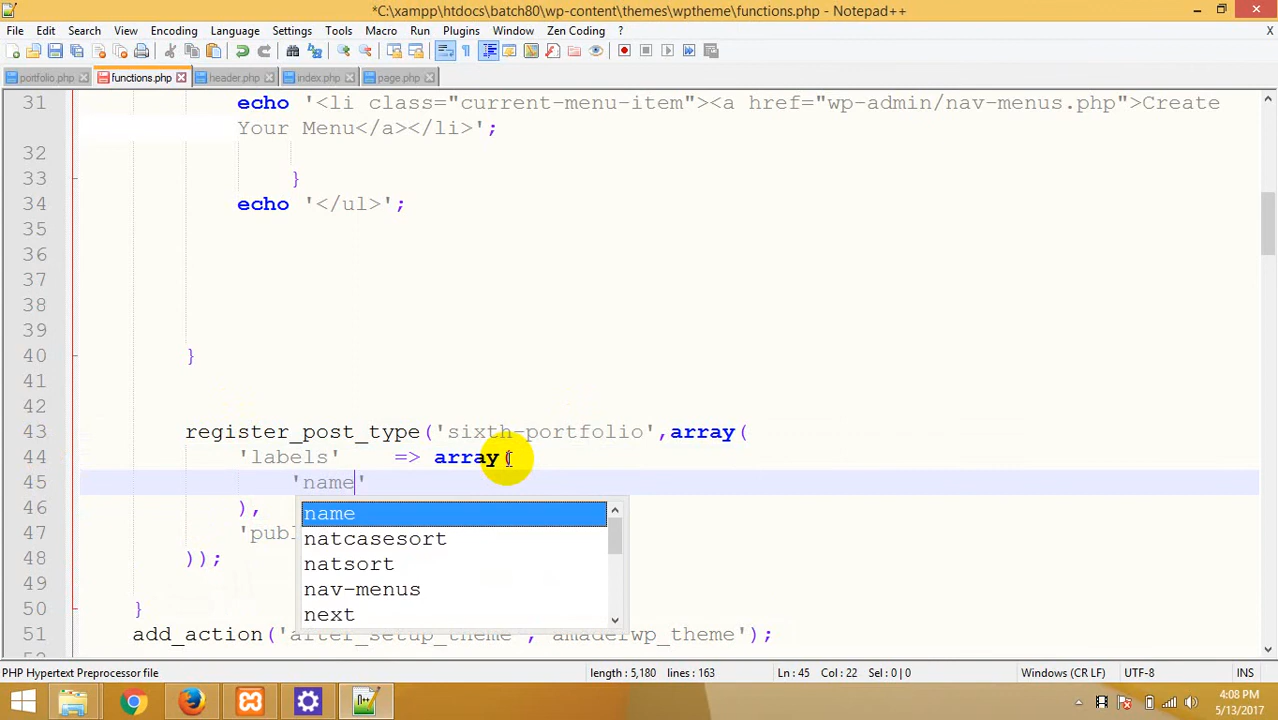 *C:\xampp\htdocs\batch80\wp-content\themes\wptheme\functions.php - Notepad++
File Edit Search View Encoding Language Settings Tools Macro Run Plugins Window Zen Coding ? X
portfolio.php functions.php header.php index.php page.php
31 echo '<li class="current-menu-item"><a href="wp-admin/nav-menus.php">Create
Your Menu</a></li>';
32
33 }
34 echo '</ul>';
35
36
37
38
39
40 }
41
42
43 register_post_type('sixth-portfolio',array(
44 'labels' => array(
45 'name'
46 ),
47 'publ
48 ));
49
50 }
51 add_action('after_setup_theme', 'amaderwp_theme');
name
natcasesort
natsort
nav-menus
next
PHP Hypertext Preprocessor file length : 5,180 lines : 163 Ln : 45 Col : 22 Sel : 0 | 0 Windows (CR LF) UTF-8 INS
4:08 PM
5/13/2017